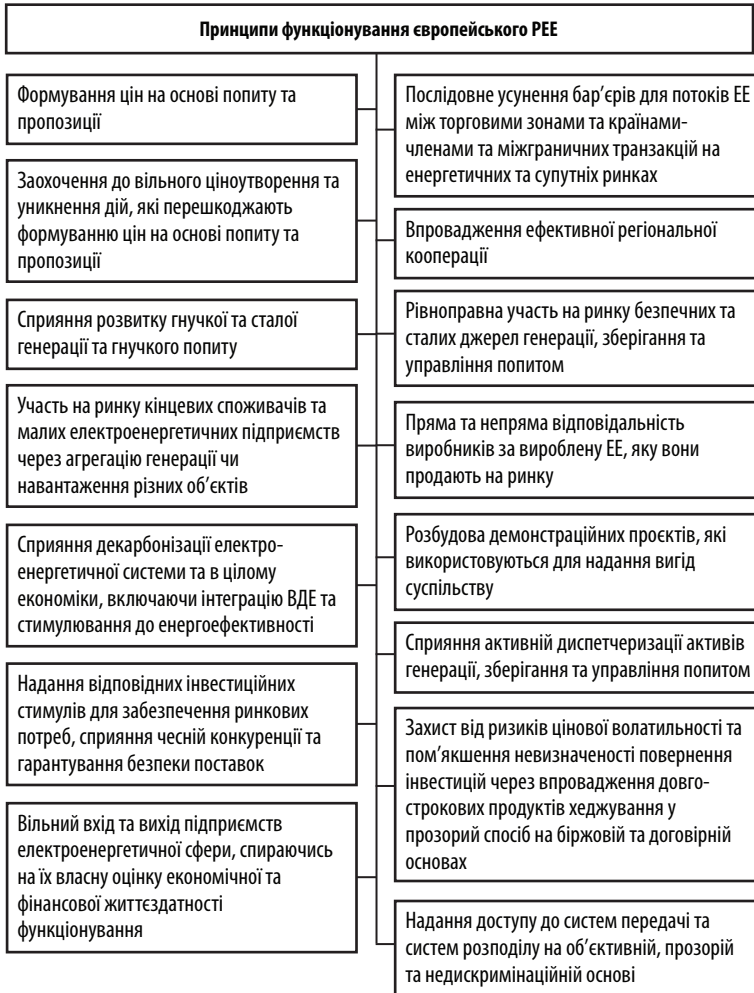 Принципи функціонування європейського РЕЕ
Формування цін на основі попиту та
пропозиції
Заохочення до вільного ціноутворення та
уникнення дій, які перешкоджають
формуванню цін на основі попиту та
пропозиції
Сприяння розвитку гнучкої та сталої
генерації та гнучкого попиту
Участь на ринку кінцевих споживачів та
малих електроенергетичних підприємств
через агрегацію генерації чи
навантаження різних об’єктів
Сприяння декарбонізації електро-
енергетичної системи та в цілому
економіки, включаючи інтеграцію ВДЕ та
стимулювання до енергоефективності
Надання відповідних інвестиційних
стимулів для забезпечення ринкових
потреб, сприяння чесній конкуренції та
гарантування безпеки поставок
Вільний вхід та вихід підприємств
електроенергетичної сфери, спираючись
на їх власну оцінку економічної та
фінансової життєздатності
функціонування
Послідовне усунення бар’єрів для потоків ЕЕ
між торговими зонами та країнами-
членами та міжграничних транзакцій на
енергетичних та супутніх ринках
Впровадження ефективної регіональної
кооперації
Рівноправна участь на ринку безпечних та
сталих джерел генерації, зберігання та
управління попитом
Пряма та непряма відповідальність
виробників за вироблену ЕЕ, яку вони
продають на ринку
Розбудова демонстраційних проєктів, які
використовуються для надання вигід
суспільству
Сприяння активній диспетчеризації активів
генерації, зберігання та управління попитом
Захист від ризиків цінової волатильності та
пом’якшення невизначеності повернення
інвестицій через впровадження довго-
строкових продуктів хеджування у
прозорий спосіб на біржовій та договірній
основах
Надання доступу до систем передачі та
систем розподілу на об’єктивній, прозорій
та недискримінаційній основі